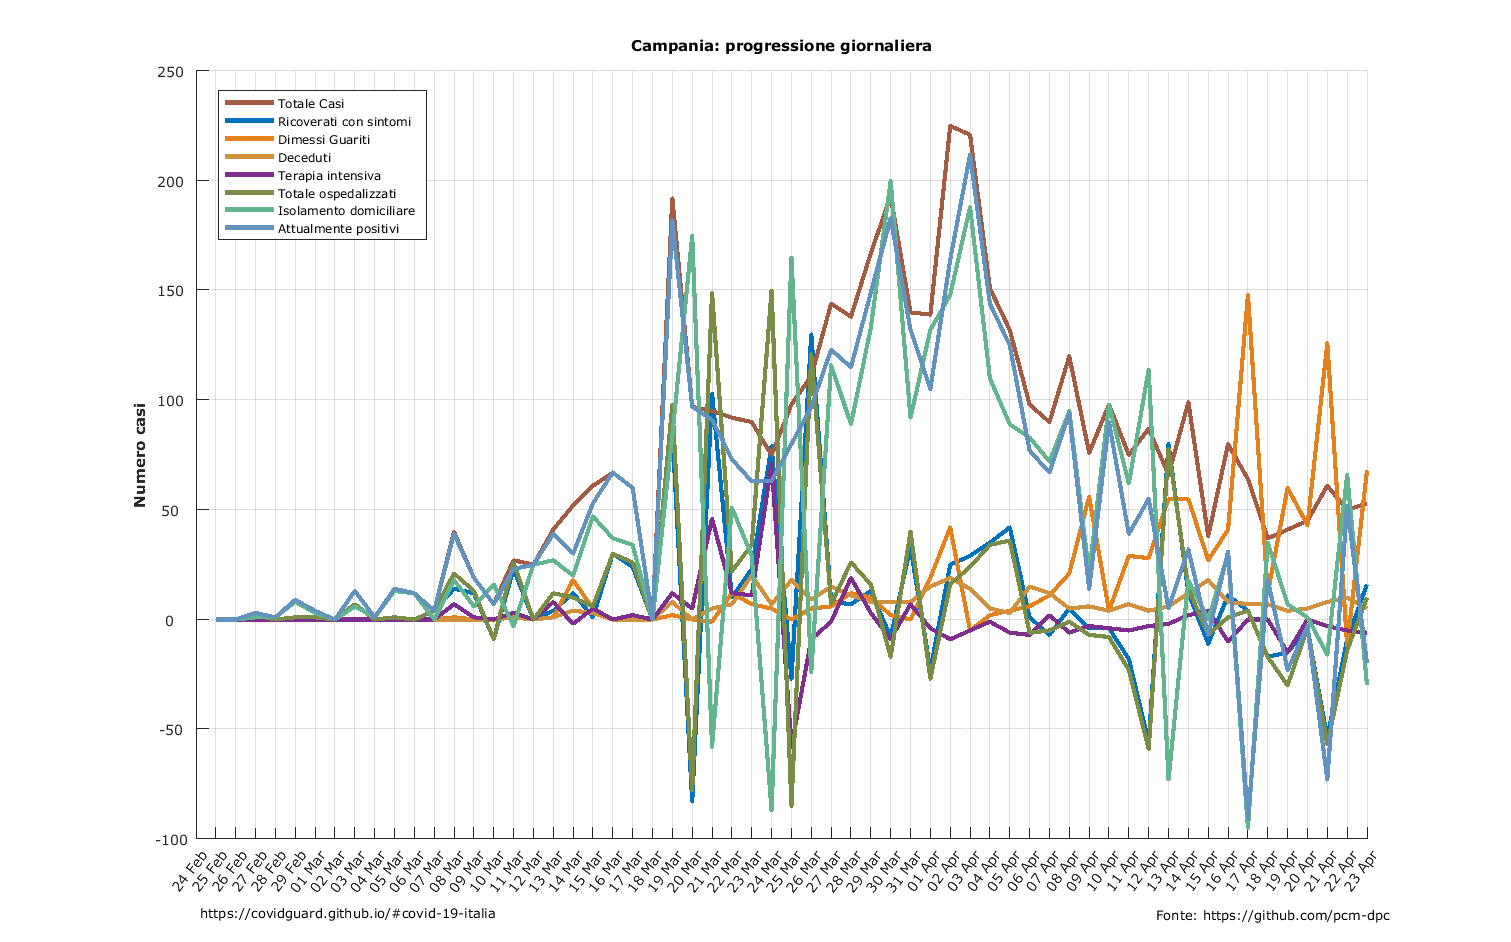 Campania: progressione giornaliera
250
200
150
100
50
0
-50
-100
Numero casi
Totale Casi
Ricoverati con sintomi
Dimessi Guariti
Deceduti
Terapia intensiva
Totale ospedalizzati
Isolamento domiciliare
Attualmente positivi
24 Feb
25 Feb
26 Feb
27 Feb
28 Feb
29 Feb
01 Mar
02 Mar
03 Mar
04 Mar
05 Mar
06 Mar
07 Mar
08 Mar
09 Mar
10 Mar
11 Mar
12 Mar
13 Mar
14 Mar
15 Mar
16 Mar
17 Mar
18 Mar
19 Mar
20 Mar
21 Mar
22 Mar
23 Mar
24 Mar
25 Mar
26 Mar
27 Mar
28 Mar
29 Mar
30 Mar
31 Mar
01 Apr
02 Apr
03 Apr
04 Apr
05 Apr
06 Apr
07 Apr
08 Apr
09 Apr
10 Apr
11 Apr
12 Apr
13 Apr
14 Apr
15 Apr
16 Apr
17 Apr
18 Apr
19 Apr
20 Apr
21 Apr
22 Apr
23 Apr
https://covidguard.github.io/#covid-19-italia
Fonte: https://github.com/pcm-dpc